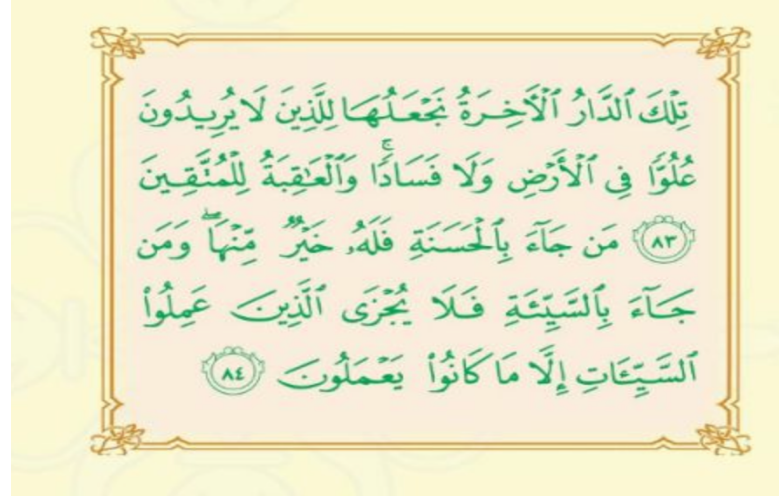 تِلْكَ ٱلدَّارُ ٱلْأَخِرَةُ نَجْعَلُهَا لِلَّذِينَ لَا يُرِيدُونَ
عُلُوًّا فِى ٱلْأَرْضِ وَلَا فَسَادًا ۚ وَٱلْعَٰقِبَةُ لِلْمُتَّقِينَ
٨٣ مَن جَآءَ بِٱلْحَسَنَةِ فَلَهُۥ خَيْرٌ مِّنْهَا ۖ وَمَن
جَآءَ بِٱلسَّيِّئَةِ فَلَا يُجْزَى ٱلَّذِينَ عَمِلُوا۟
ٱلسَّيِّـَٔاتِ إِلَّا مَا كَانُوا۟ يَعْمَلُونَ ٨٤